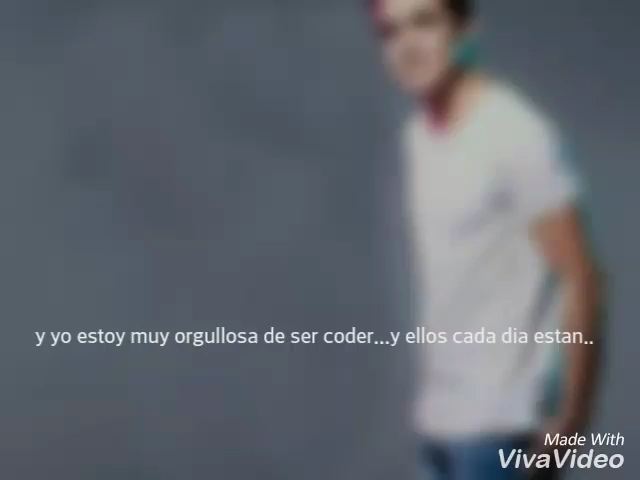 y yo estoy muy orgullosa de ser coder...y ellos cada dia estan..
Made With
VivaVideo